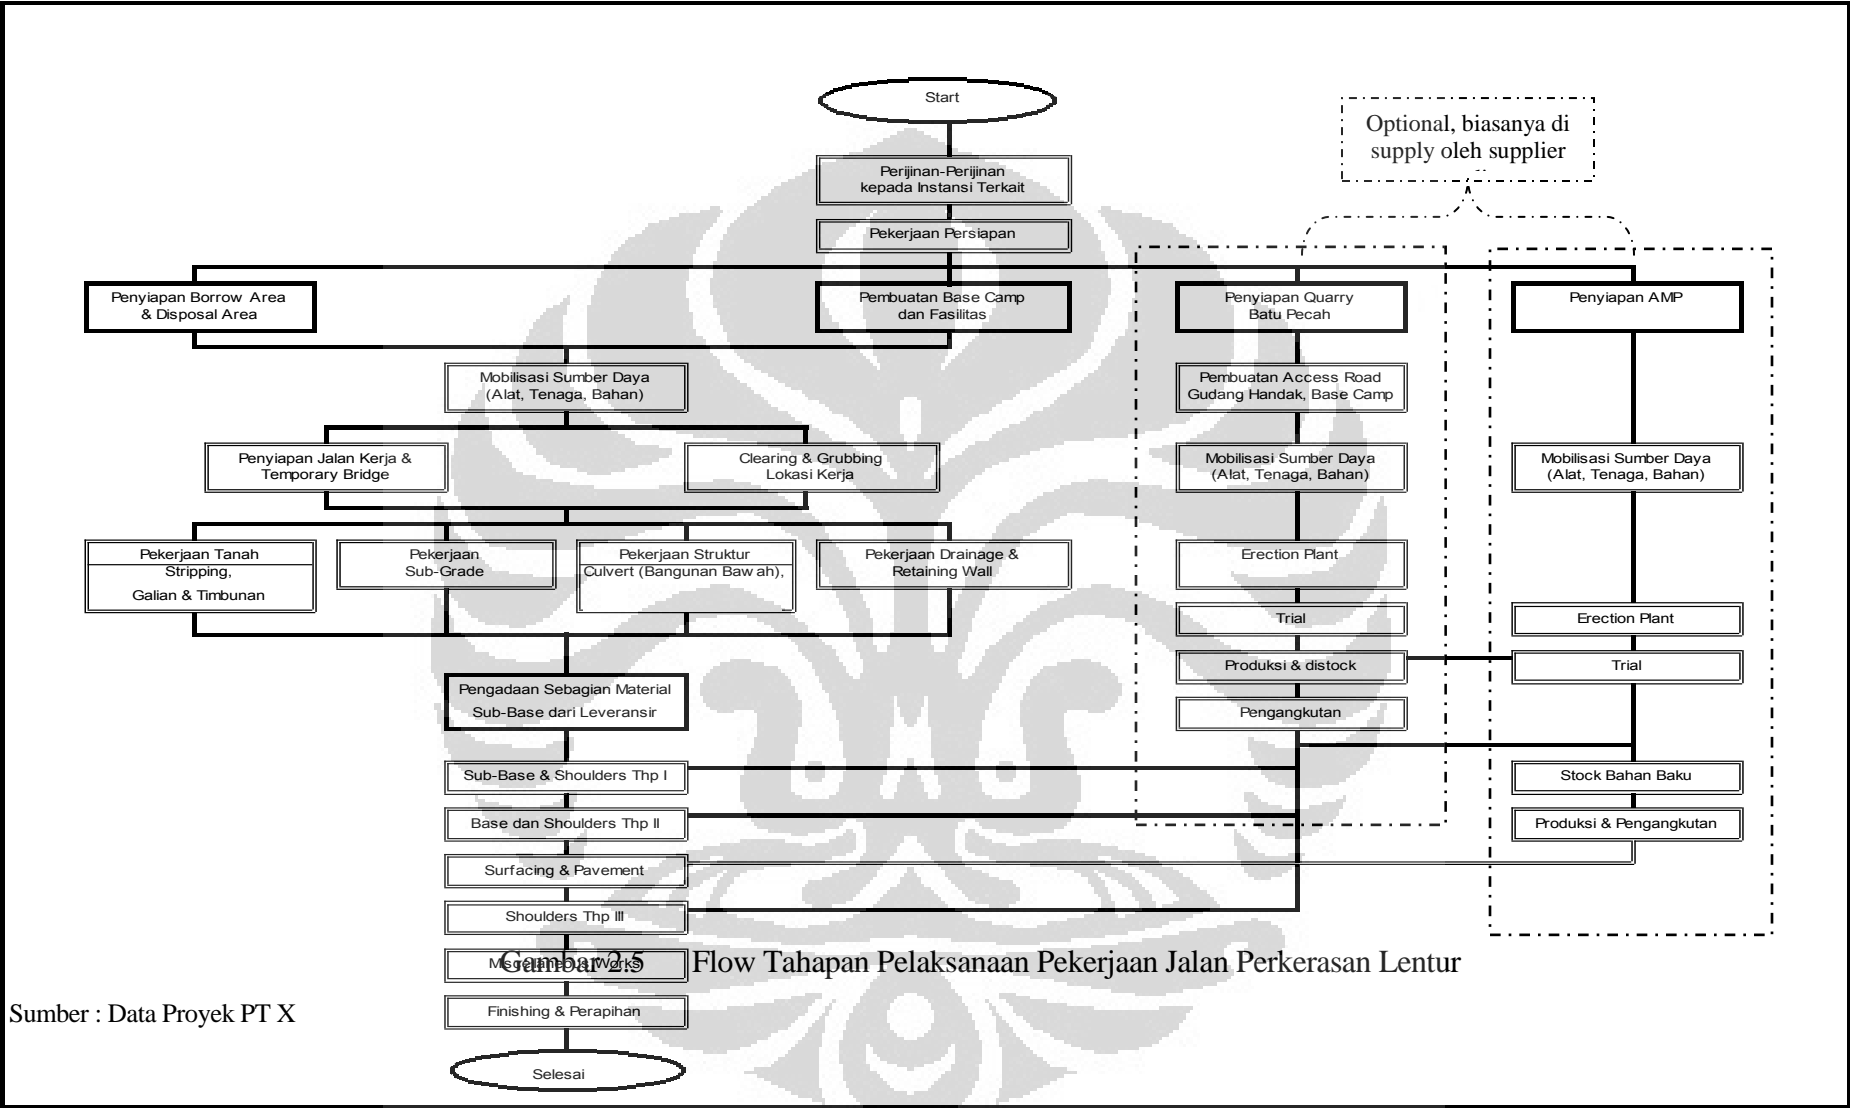 Start
Optional, biasanya di
supply oleh supplier
Perijinan-Perijinan
kepada Instansi Terkait
Pekerjaan Persiapan
Penyiapan Borrow Area
& Disposal Area
Pembuatan Base Camp
dan Fasilitas
Penyiapan Quarry
Batu Pecah
Penyiapan AMP
Mobilisasi Sumber Daya
(Alat, Tenaga, Bahan)
Pembuatan Access Road
Gudang Handak, Base Camp
Penyiapan Jalan Kerja &
Temporary Bridge
Clearing & Grubbing
Lokasi Kerja
Mobilisasi Sumber Daya
(Alat, Tenaga, Bahan)
Mobilisasi Sumber Daya
(Alat, Tenaga, Bahan)
Pekerjaan Tanah
Stripping,
Galian & Timbunan
Pekerjaan
Sub-Grade
Pekerjaan Struktur
Culvert (Bangunan Bawah),
Pekerjaan Drainage &
Retaining Wall
Erection Plant
Trial
Erection Plant
Produksi & distock
Trial
Pengadaan Sebagian Material
Sub-Base dari Leveransir
Pengangkutan
Sub-Base & Shoulders Thp I
Stock Bahan Baku
Base dan Shoulders Thp II
Produksi & Pengangkutan
Surfacing & Pavement
Shoulders Thp III
Miscellaneous Works
Gambar 2.5 Flow Tahapan Pelaksanaan Pekerjaan Jalan Perkerasan Lentur
Finishing & Perapihan
Sumber : Data Proyek PT X
Selesai